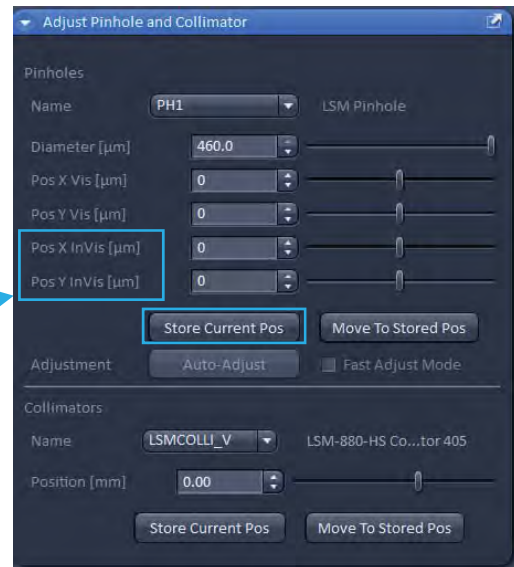 Adjust Pinhole and Collimator
Pinholes
Name PH1 LSM Pinhole
Diameter [µm] 460.0
Pos X Vis [µm] 0
Pos Y Vis [µm] 0
Pos X InVis [µm] 0
Pos Y InVis [µm] 0
Store Current Pos Move To Stored Pos
Adjustment Auto-Adjust Fast Adjust Mode
Collimators
Name LSMCOLLI_V LSM-880-HS Co...tor 405
Position [mm] 0.00
Store Current Pos Move To Stored Pos